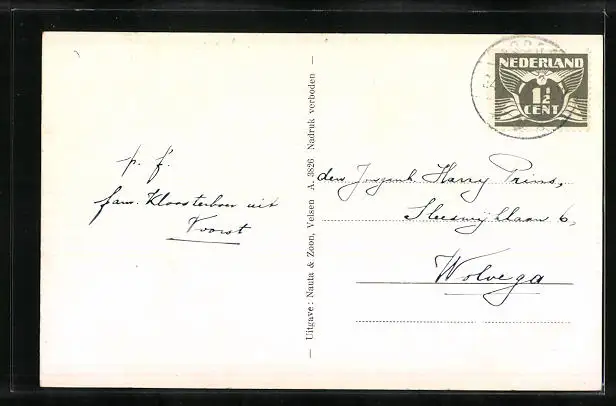 NEDERLAND
1½
CENT
p. f.
fam. Kloosterboer uit
Voorst
Uitgave: Nauta & Zoon, Velsen A. 3826 Nadruk verboden
den Jongenh. Harry Prins,
Sleeswijklaan 6,
Wolvega